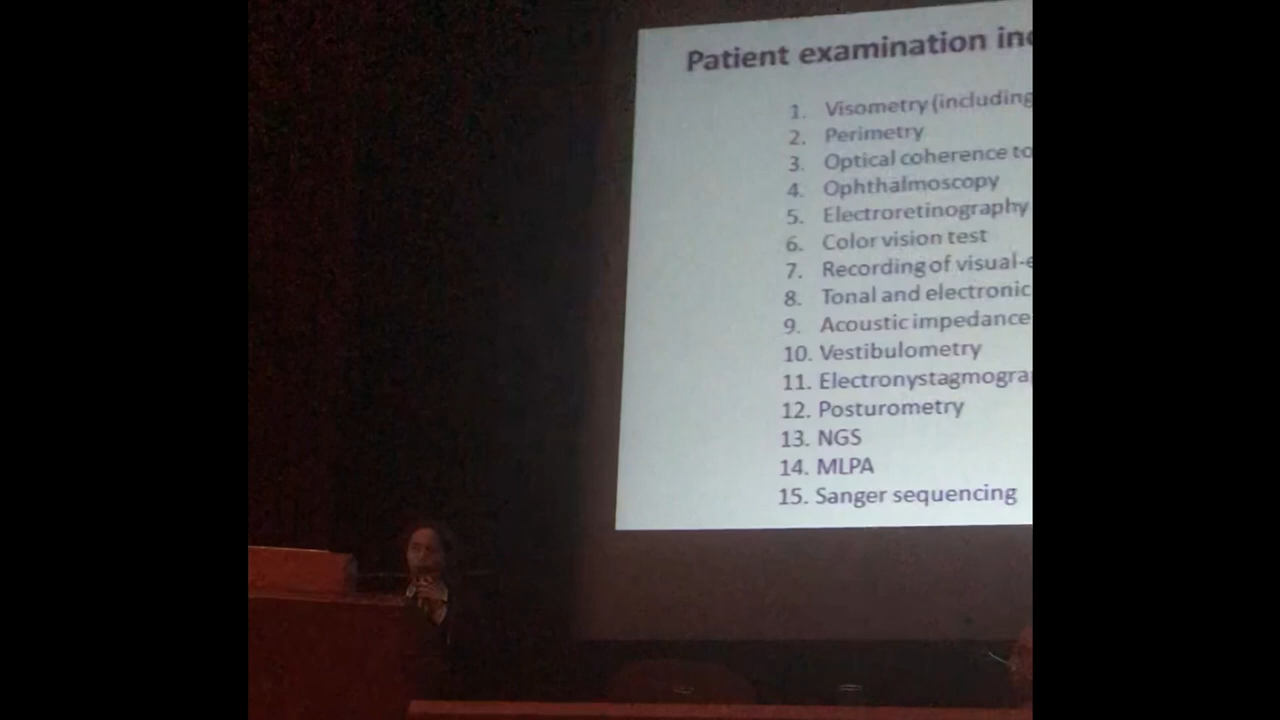 Patient examination inc
1. Visometry (including
2. Perimetry
3. Optical coherence to
4. Ophthalmoscopy
5. Electroretinography
6. Color vision test
7. Recording of visual-e
8. Tonal and electronic
9. Acoustic impedance
10. Vestibulometry
11. Electronystagmogra
12. Posturometry
13. NGS
14. MLPA
15. Sanger sequencing